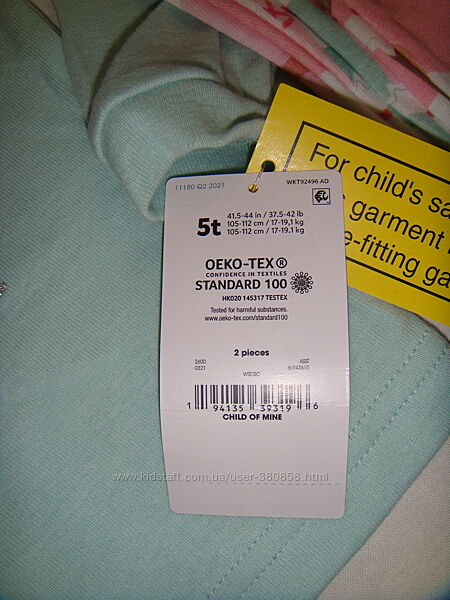 11180 Q2 2021
WKT92496 AD
5t
41.5-44 in / 37.5-42 lb
105-112 cm / 17-19,1 kg
105-112 cm / 17-19.1 kg
OEKO-TEX®
CONFIDENCE IN TEXTILES
STANDARD 100
HK020 145317 TESTEX
Tested for harmful substances.
www.oeko-tex.com/standard100
2 pieces
2600
0321
WSDSC
ASST
1 94135 39319 6
CHILD OF MINE
For child's sa
garment
e-fitting ga
www.kidstaff.com.ua/user-380858.html